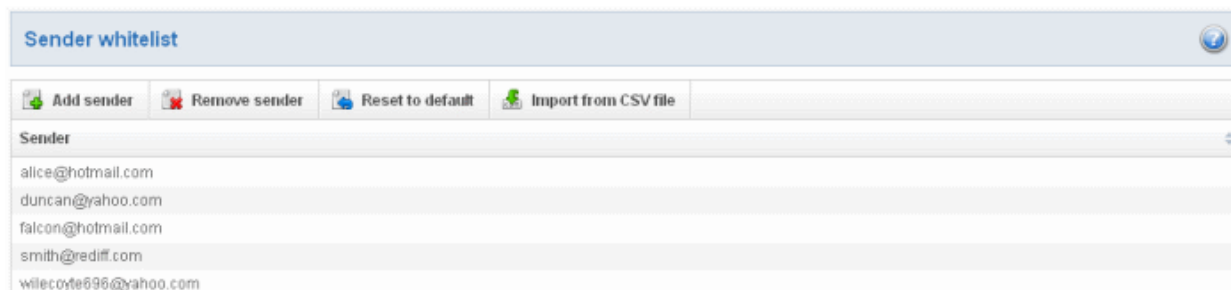 Sender whitelist
Add sender Remove sender Reset to default Import from CSV file
Sender
alice@hotmail.com
duncan@yahoo.com
falcon@hotmail.com
smith@rediff.com
wilecoyte696@yahoo.com